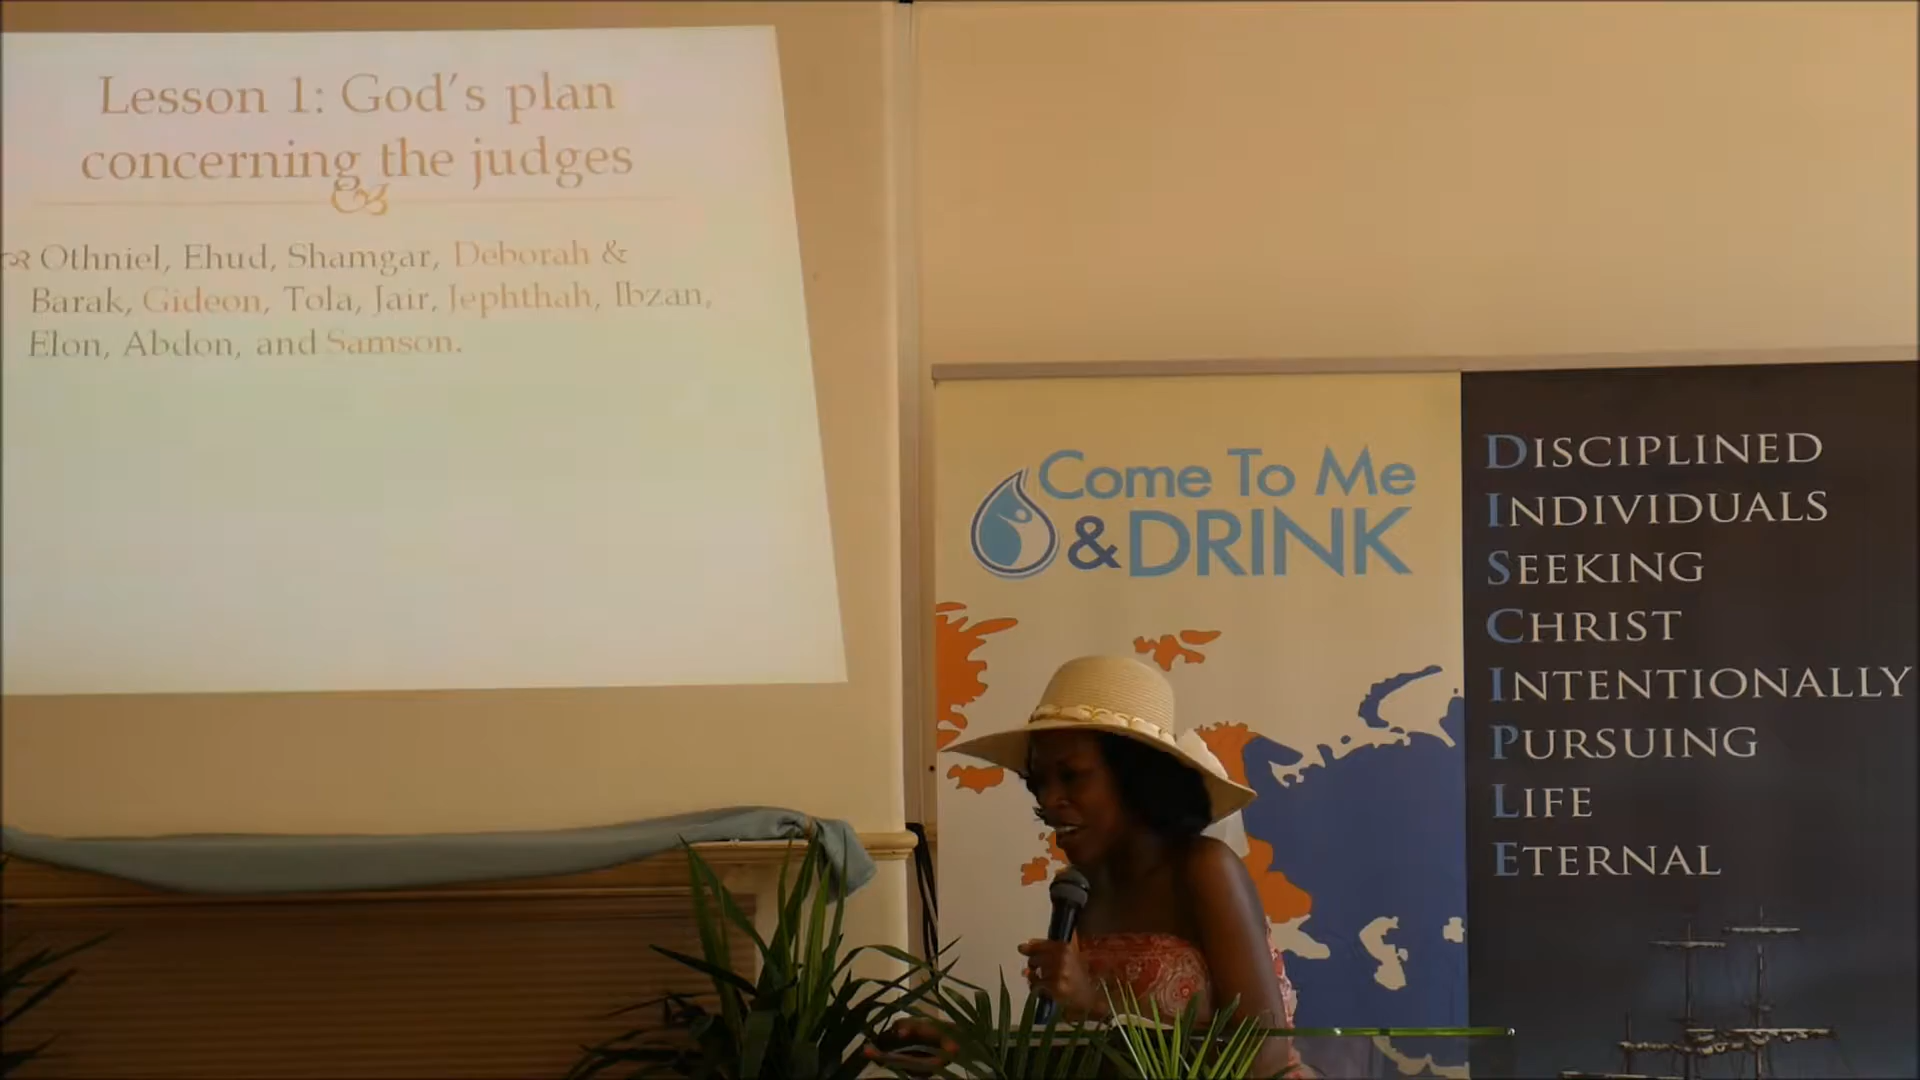 Lesson 1: God's plan
concerning the judges
Othniel, Ehud, Shamgar, Deborah &
Barak, Gideon, Tola, Jair, Jephthah, Ibzan,
Elon, Abdon, and Samson.
Come To Me
& DRINK
DISCIPLINED
INDIVIDUALS
SEEKING
CHRIST
INTENTIONALLY
PURSUING
LIFE
ETERNAL